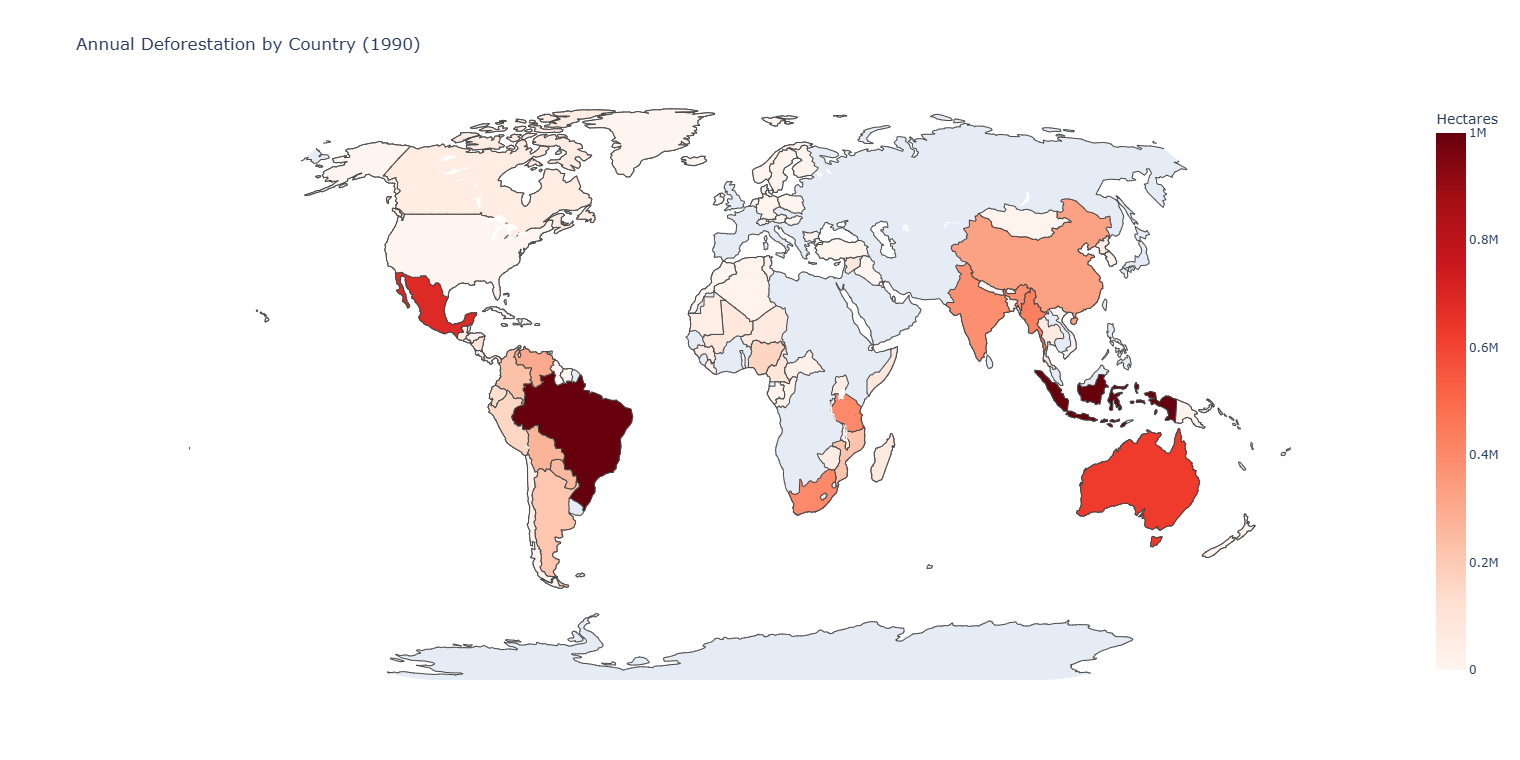 Annual Deforestation by Country (1990)
Hectares
1M
0.8M
0.6M
0.4M
0.2M
0